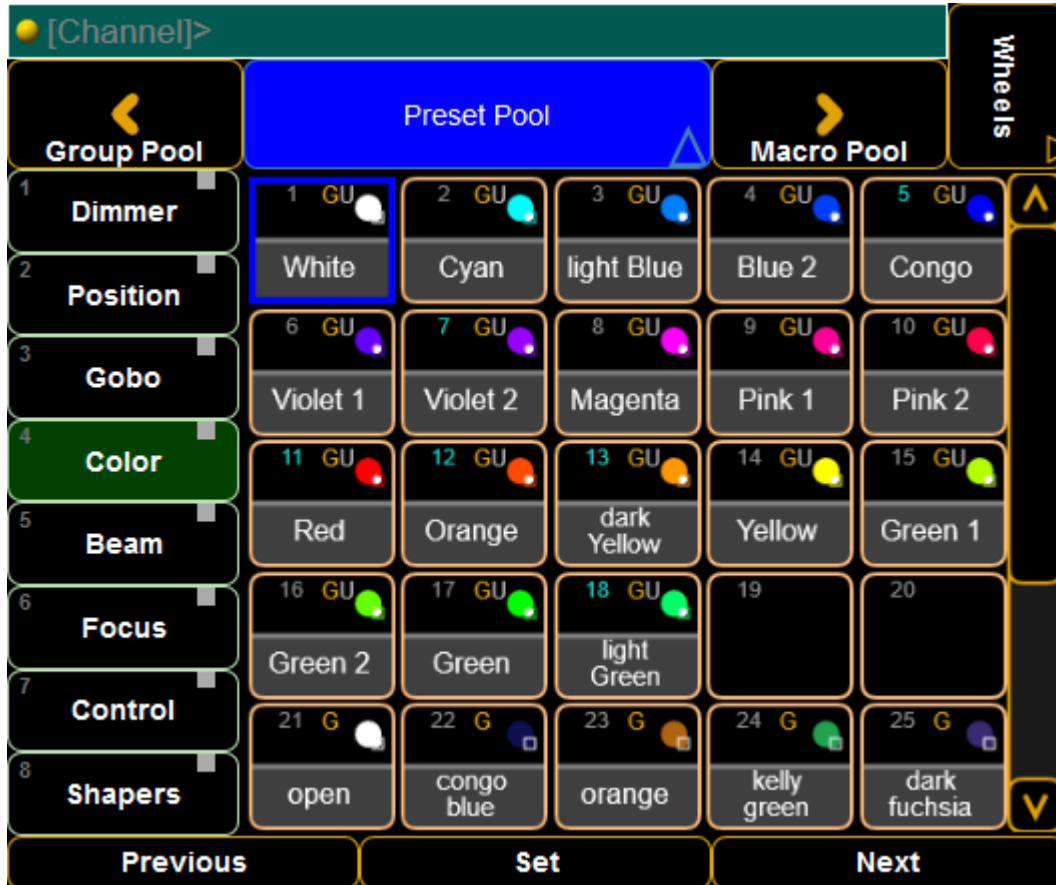 [Channel]>
Wheels
Group Pool
Preset Pool
Macro Pool
1 Dimmer
2 Position
3 Gobo
4 Color
5 Beam
6 Focus
7 Control
8 Shapers
1 GU
White
2 GU
Cyan
3 GU
light Blue
4 GU
Blue 2
5 GU
Congo
6 GU
Violet 1
7 GU
Violet 2
8 GU
Magenta
9 GU
Pink 1
10 GU
Pink 2
11 GU
Red
12 GU
Orange
13 GU
dark
Yellow
14 GU
Yellow
15 GU
Green 1
16 GU
Green 2
17 GU
Green
18 GU
light
Green
19
20
21 G
open
22 G
congo
blue
23 G
orange
24 G
kelly
green
25 G
dark
fuchsia
Previous
Set
Next